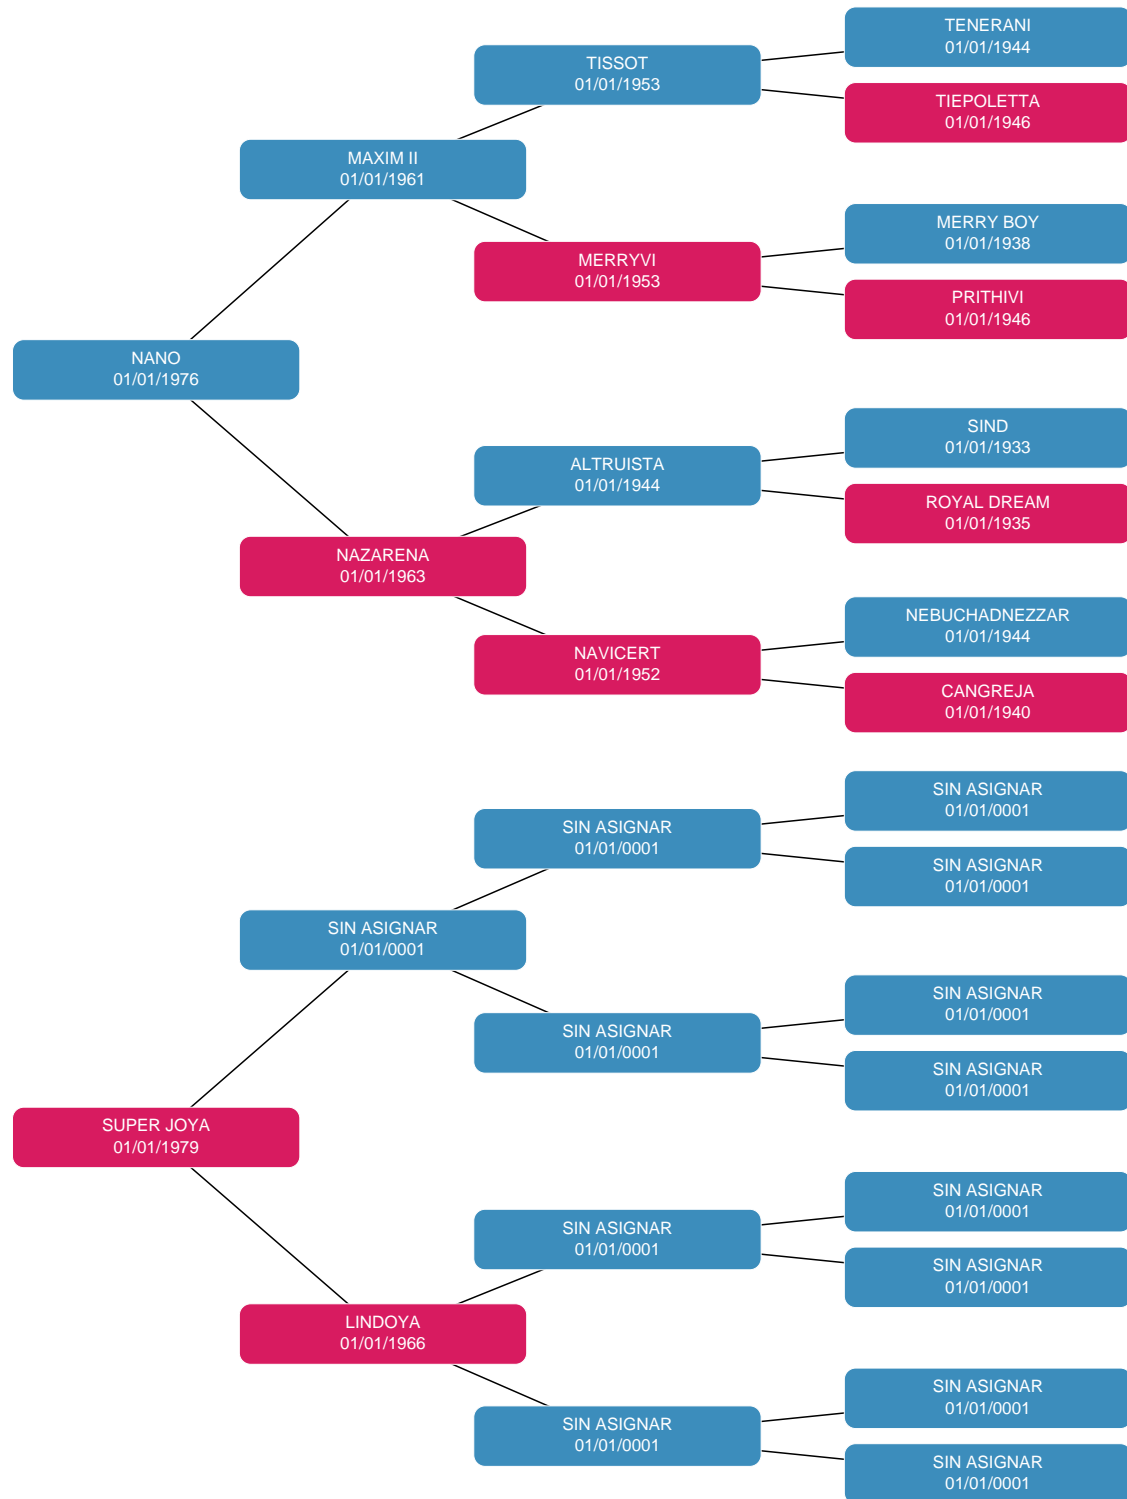 TENERANI
01/01/1944
TISSOT
01/01/1953
TIEPOLETTA
01/01/1946
MAXIM II
01/01/1961
MERRY BOY
01/01/1938
MERRYVI
01/01/1953
PRITHIVI
01/01/1946
NANO
01/01/1976
SIND
01/01/1933
ALTRUISTA
01/01/1944
ROYAL DREAM
01/01/1935
NAZARENA
01/01/1963
NEBUCHADNEZZAR
01/01/1944
NAVICERT
01/01/1952
CANGREJA
01/01/1940
SIN ASIGNAR
01/01/0001
SIN ASIGNAR
01/01/0001
SIN ASIGNAR
01/01/0001
SIN ASIGNAR
01/01/0001
SIN ASIGNAR
01/01/0001
SIN ASIGNAR
01/01/0001
SIN ASIGNAR
01/01/0001
SUPER JOYA
01/01/1979
SIN ASIGNAR
01/01/0001
SIN ASIGNAR
01/01/0001
SIN ASIGNAR
01/01/0001
LINDOYA
01/01/1966
SIN ASIGNAR
01/01/0001
SIN ASIGNAR
01/01/0001
SIN ASIGNAR
01/01/0001